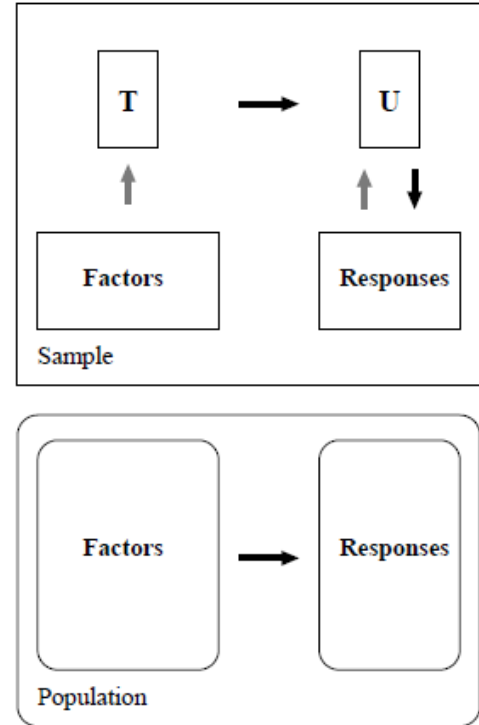 T U
Factors Responses
Sample
Factors Responses
Population